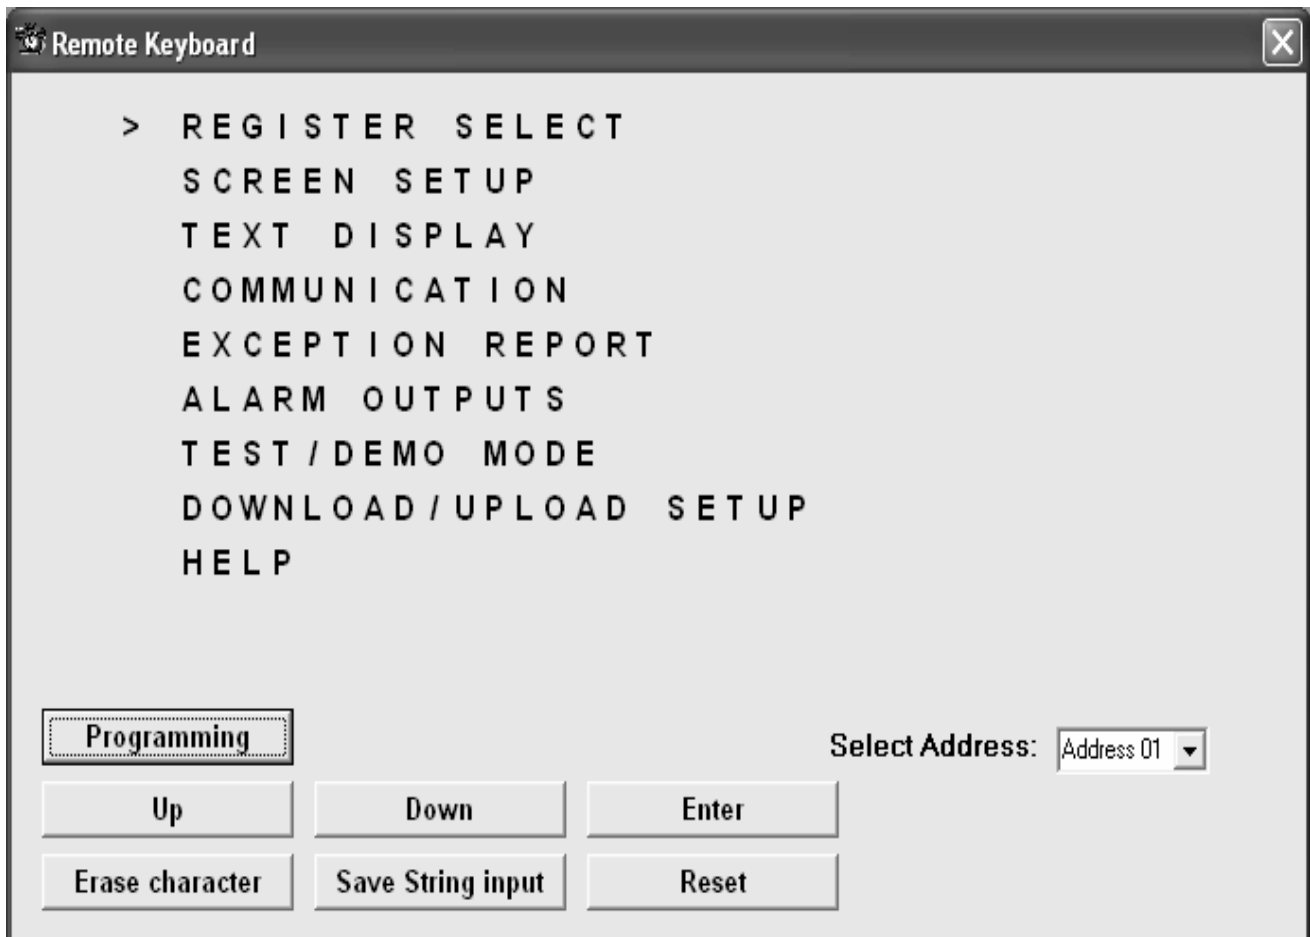 Remote Keyboard
> REGISTER SELECT
SCREEN SETUP
TEXT DISPLAY
COMMUNICATION
EXCEPTION REPORT
ALARM OUTPUTS
TEST/DEMO MODE
DOWNLOAD/UPLOAD SETUP
HELP
Programming
Select Address: Address 01
Up Down Enter
Erase character Save String input Reset